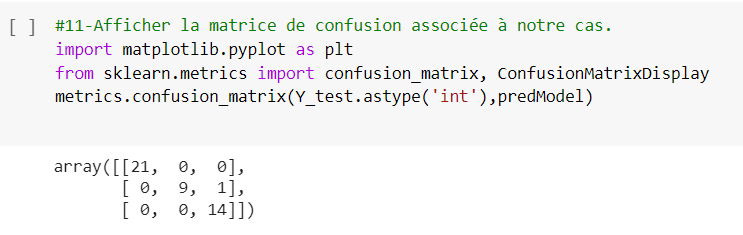 [ ] #11-Afficher la matrice de confusion associée à notre cas.
import matplotlib.pyplot as plt
from sklearn.metrics import confusion_matrix, ConfusionMatrixDisplay
metrics.confusion_matrix(Y_test.astype('int'),predModel)
array([[21, 0, 0],
[ 0, 9, 1],
[ 0, 0, 14]])